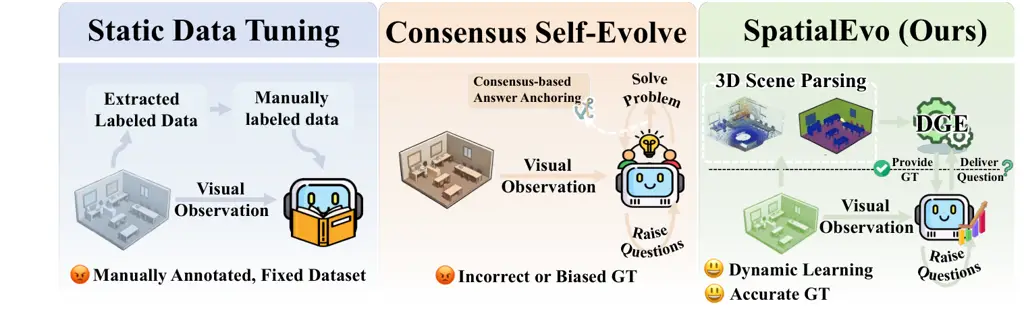 Static Data Tuning
Extracted
Labeled Data
Manually
labeled data
Visual
Observation
Manually Annotated, Fixed Dataset
Consensus Self-Evolve
Consensus-based
Answer Anchoring
Solve
Problem
Visual
Observation
Raise
Questions
Incorrect or Biased GT
SpatialEvo (Ours)
3D Scene Parsing
DGE
Provide
GT
Deliver
Question
Visual
Observation
Raise
Questions
Dynamic Learning
Accurate GT